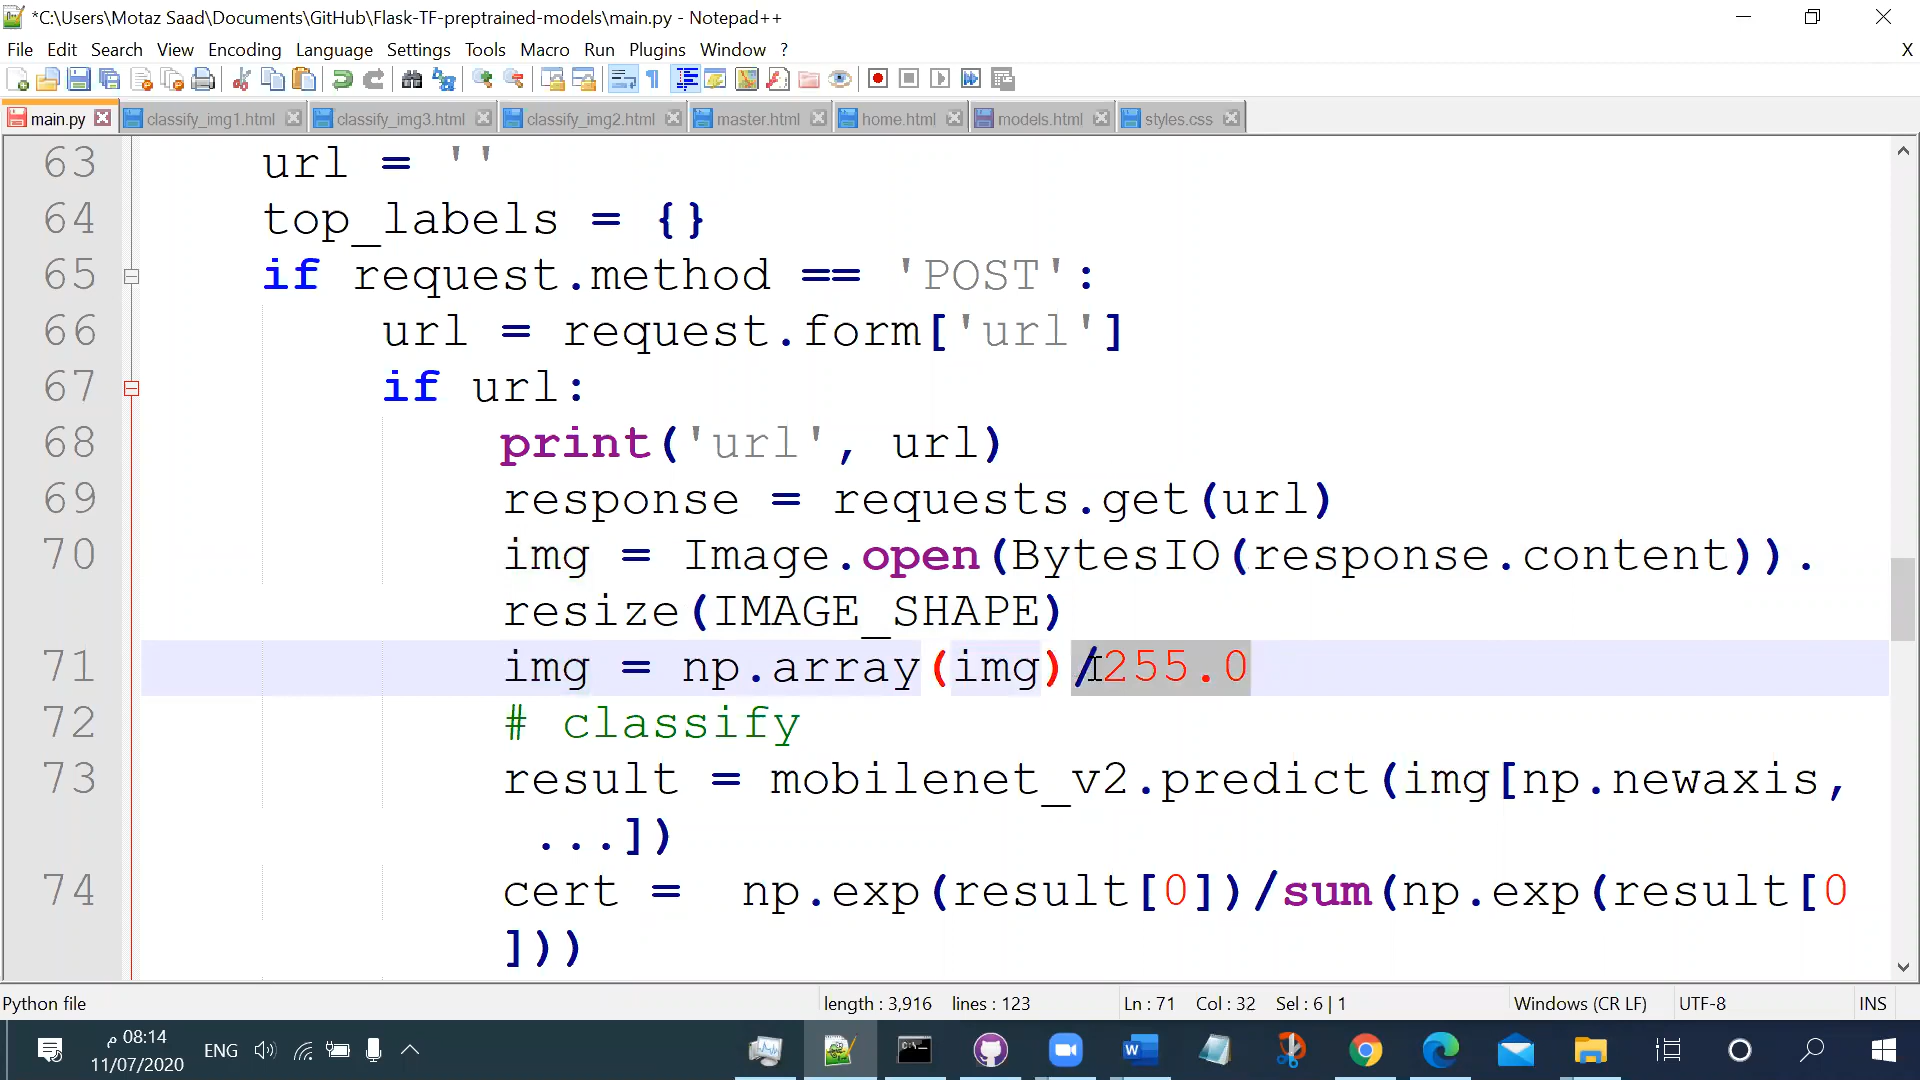 *C:\Users\Motaz Saad\Documents\GitHub\Flask-TF-preptrained-models\main.py - Notepad++
File Edit Search View Encoding Language Settings Tools Macro Run Plugins Window ? X
main.py classify_img1.html classify_img3.html classify_img2.html master.html home.html models.html styles.css
63 url = ''
64 top_labels = {}
65 if request.method == 'POST':
66 url = request.form['url']
67 if url:
68 print('url', url)
69 response = requests.get(url)
70 img = Image.open(BytesIO(response.content)).
resize(IMAGE_SHAPE)
71 img = np.array(img)/255.0
72 # classify
73 result = mobilenet_v2.predict(img[np.newaxis,
...])
74 cert = np.exp(result[0])/sum(np.exp(result[0
]))
Python file length : 3,916 lines : 123 Ln : 71 Col : 32 Sel : 6 | 1 Windows (CR LF) UTF-8 INS
08:14 م
11/07/2020
ENG